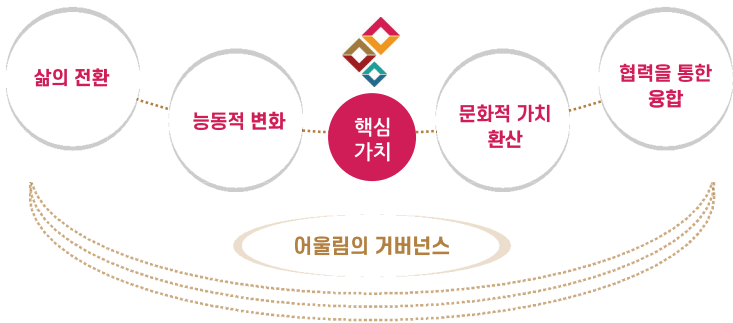 삶의 전환
능동적 변화
핵심
가치
문화적 가치
환산
협력을 통한
융합
어울림의 거버넌스